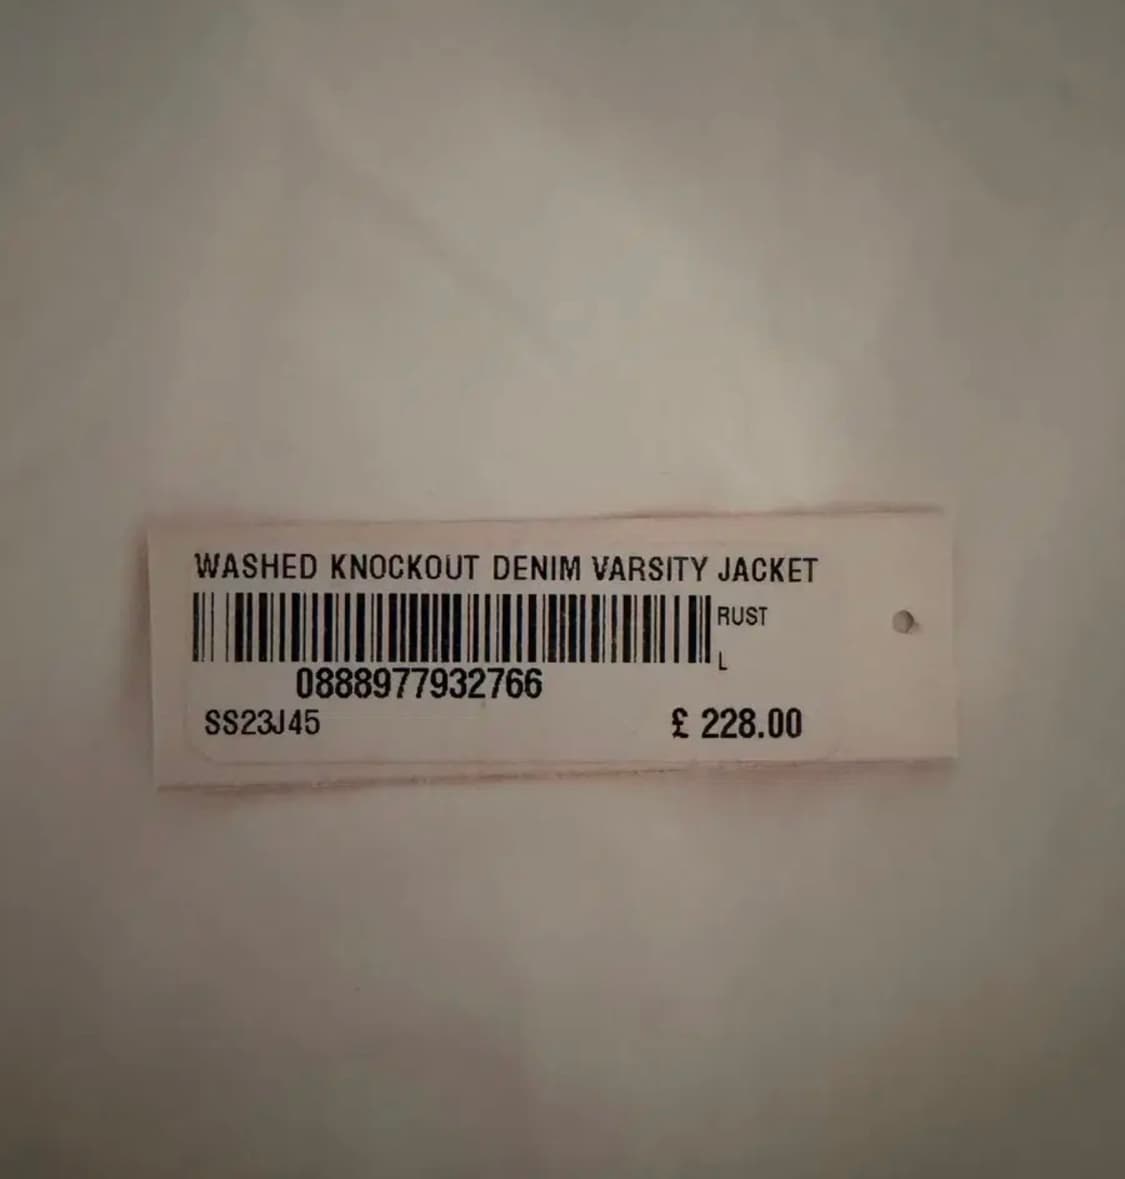 WASHED KNOCKOUT DENIM VARSITY JACKET
RUST
L
0888977932766
SS23J45
£ 228.00